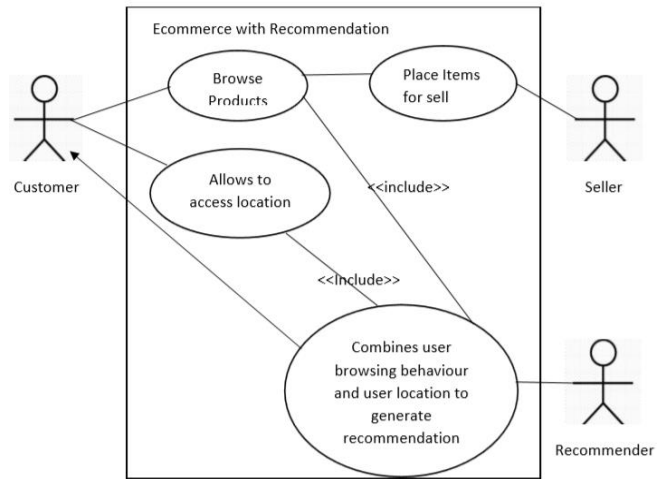 Ecommerce with Recommendation
Browse
Products
Place Items
for sell
Customer
Allows to
access location
<<include>>
Seller
<<Include>>
Combines user
browsing behaviour
and user location to
generate
recommendation
Recommender